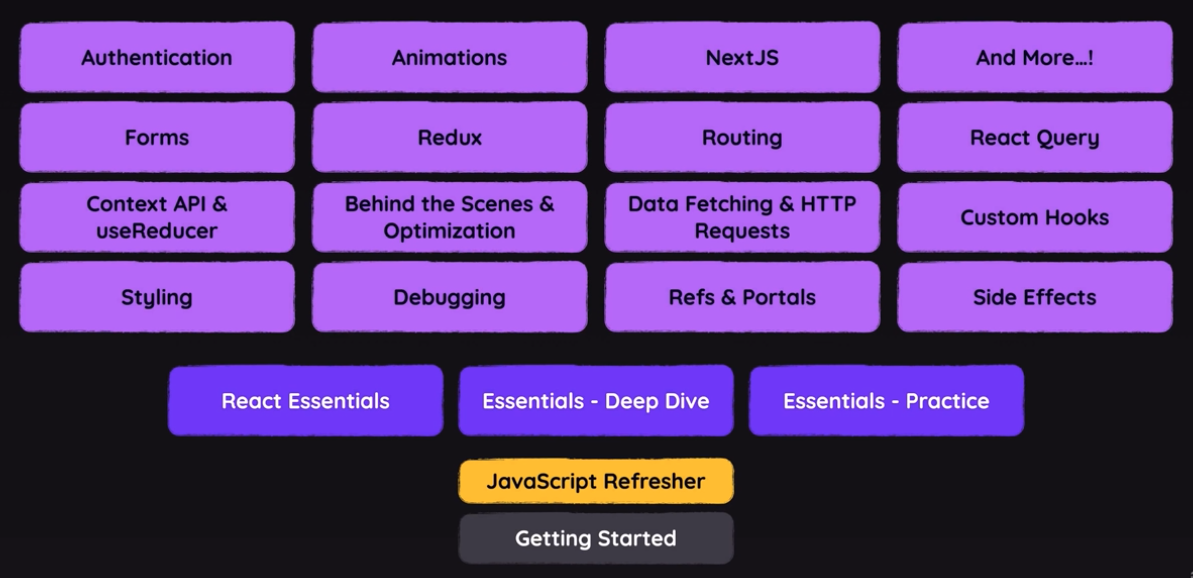 Authentication
Animations
NextJS
And More...!
Forms
Redux
Routing
React Query
Context API &
useReducer
Behind the Scenes &
Optimization
Data Fetching & HTTP
Requests
Custom Hooks
Styling
Debugging
Refs & Portals
Side Effects
React Essentials
Essentials - Deep Dive
Essentials - Practice
JavaScript Refresher
Getting Started